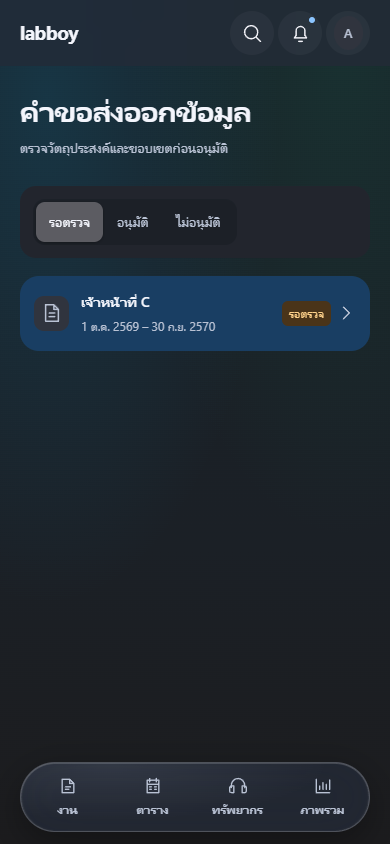 labboy
A
คำขอส่งออกข้อมูล
ตรวจวัตถุประสงค์และขอบเขตก่อนอนุมัติ
รอตรวจ อนุมัติ ไม่อนุมัติ
เจ้าหน้าที่ C
1 ต.ค. 2569 – 30 ก.ย. 2570
รอตรวจ
งาน ตาราง ทรัพยากร ภาพรวม